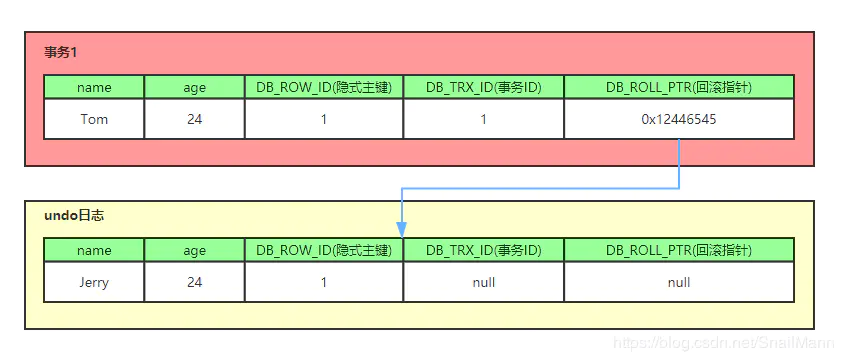 事务1
name age DB_ROW_ID(隐式主键) DB_TRX_ID(事务ID) DB_ROLL_PTR(回滚指针)
Tom 24 1 1 0x12446545
undo日志
name age DB_ROW_ID(隐式主键) DB_TRX_ID(事务ID) DB_ROLL_PTR(回滚指针)
Jerry 24 1 null null
https://blog.csdn.net/SnailMann